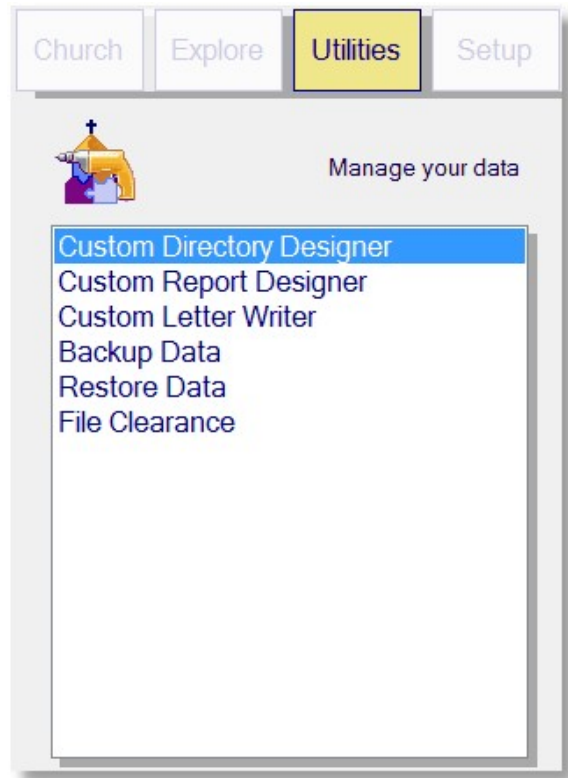 Church Explore Utilities Setup
Manage your data
Custom Directory Designer
Custom Report Designer
Custom Letter Writer
Backup Data
Restore Data
File Clearance